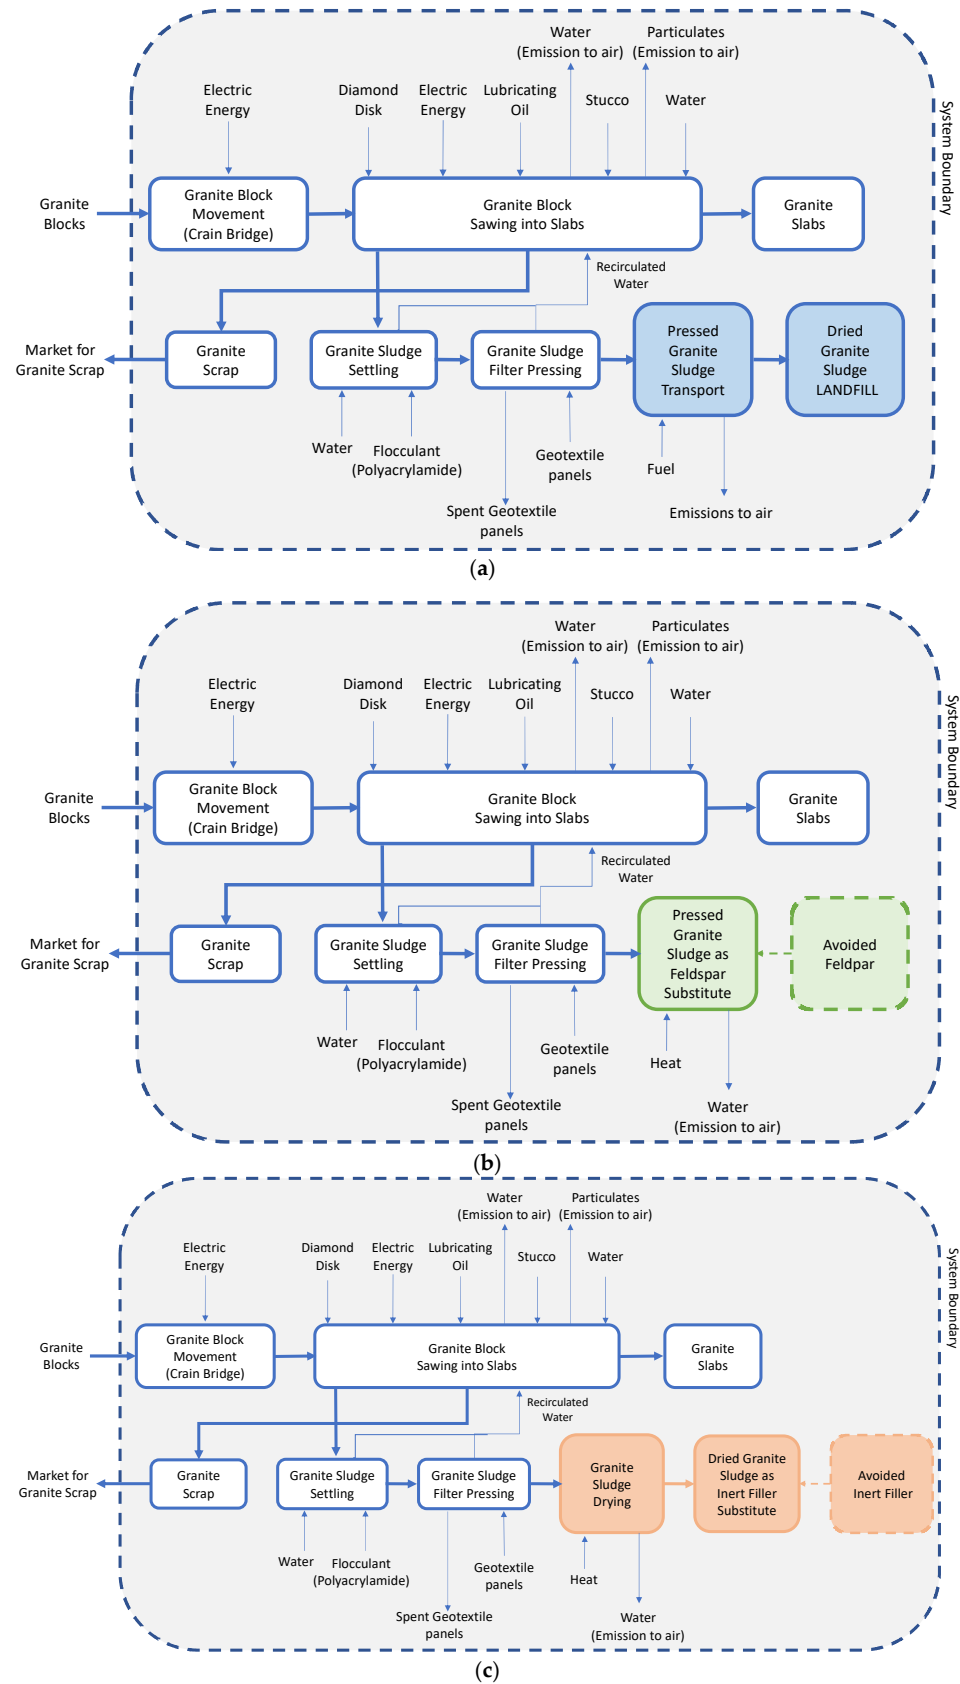 Water
(Emission to air)
Particulates
(Emission to air)
Electric
Energy
Diamond
Disk
Electric
Energy
Lubricating
Oil
Stucco
Water
System Boundary
Granite
Blocks
Granite Block
Movement
(Crain Bridge)
Granite Block
Sawing into Slabs
Granite
Slabs
Recirculated
Water
Market for
Granite Scrap
Granite
Scrap
Granite Sludge
Settling
Granite Sludge
Filter Pressing
Pressed
Granite
Sludge
Transport
Dried
Granite
Sludge
LANDFILL
Water
Flocculant
(Polyacrylamide)
Geotextile
panels
Fuel
Spent Geotextile
panels
Emissions to air
(a)
Water
(Emission to air)
Particulates
(Emission to air)
Electric
Energy
Diamond
Disk
Electric
Energy
Lubricating
Oil
Stucco
Water
System Boundary
Granite
Blocks
Granite Block
Movement
(Crain Bridge)
Granite Block
Sawing into Slabs
Granite
Slabs
Recirculated
Water
Market for
Granite Scrap
Granite
Scrap
Granite Sludge
Settling
Granite Sludge
Filter Pressing
Pressed
Granite
Sludge as
Feldspar
Substitute
Avoided
Feldpar
Water
Flocculant
(Polyacrylamide)
Geotextile
panels
Heat
Spent Geotextile
panels
Water
(Emission to air)
(b)
Water
(Emission to air)
Particulates
(Emission to air)
Electric
Energy
Diamond
Disk
Electric
Energy
Lubricating
Oil
Stucco
Water
System Boundary
Granite
Blocks
Granite Block
Movement
(Crain Bridge)
Granite Block
Sawing into Slabs
Granite
Slabs
Recirculated
Water
Market for
Granite Scrap
Granite
Scrap
Granite Sludge
Settling
Granite Sludge
Filter Pressing
Granite
Sludge
Drying
Dried Granite
Sludge as
Inert Filler
Substitute
Avoided
Inert Filler
Water
Flocculant
(Polyacrylamide)
Geotextile
panels
Heat
Spent Geotextile
panels
Water
(Emission to air)
(c)